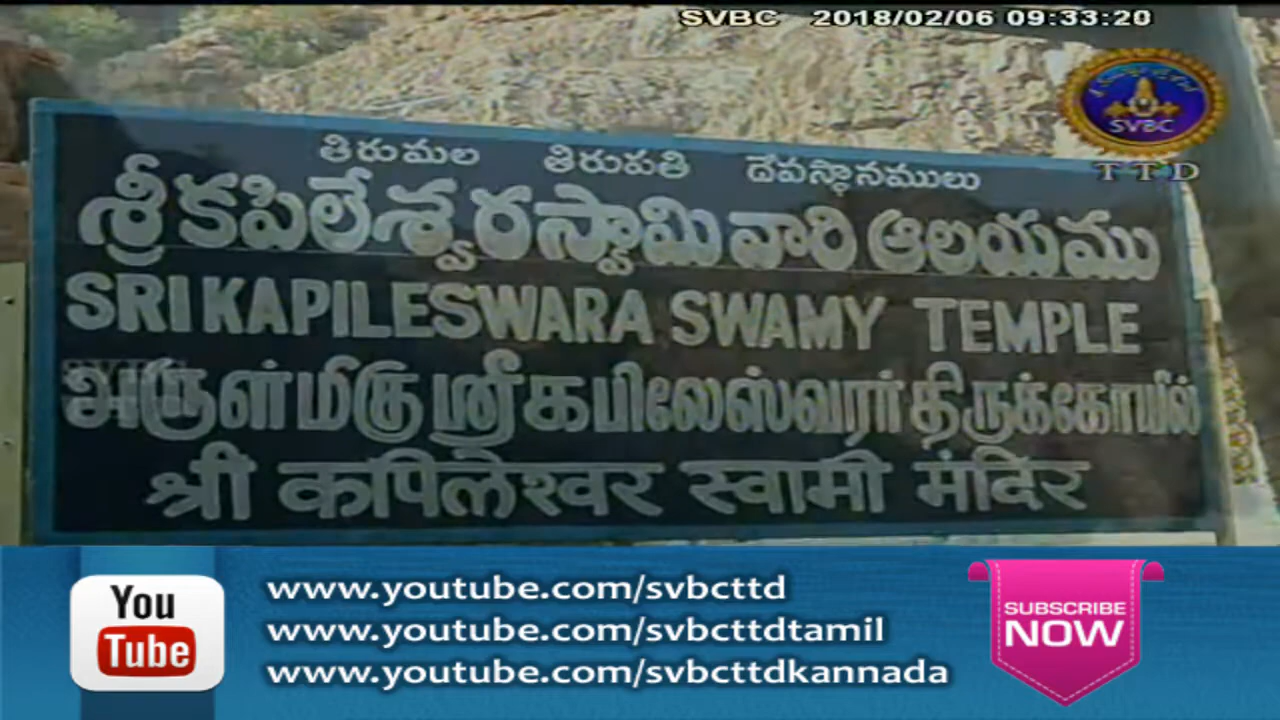 SVBC 2018/02/06 09:33:20
SVBC
TTD
తిరుమల తిరుపతి దేవస్థానములు
శ్రీ కపిలేశ్వరస్వామి వారి ఆలయము
SRI KAPILESWARA SWAMY TEMPLE
அருள்மிகு ஸ்ரீ கபிலேஸ்வரர் திருக்கோயில்
श्री कपिलेश्वर स्वामी मंदिर
You Tube
www.youtube.com/svbcttd
www.youtube.com/svbcttdtamil
www.youtube.com/svbcttdkannada
SUBSCRIBE
NOW